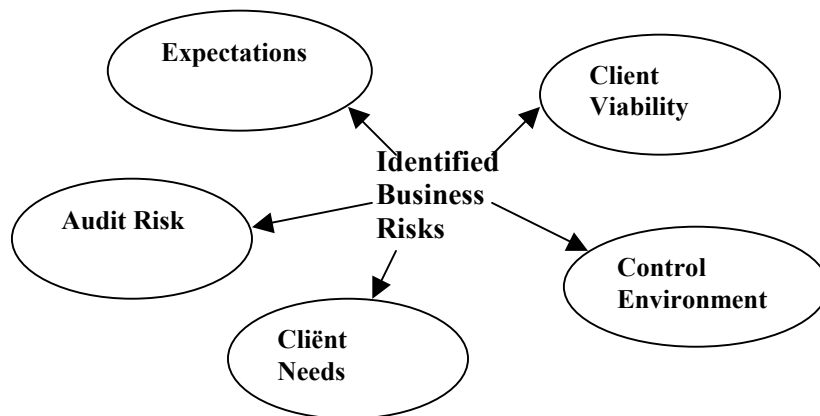 Expectations
Client
Viability
Identified
Business
Risks
Audit Risk
Control
Environment
Cliënt
Needs